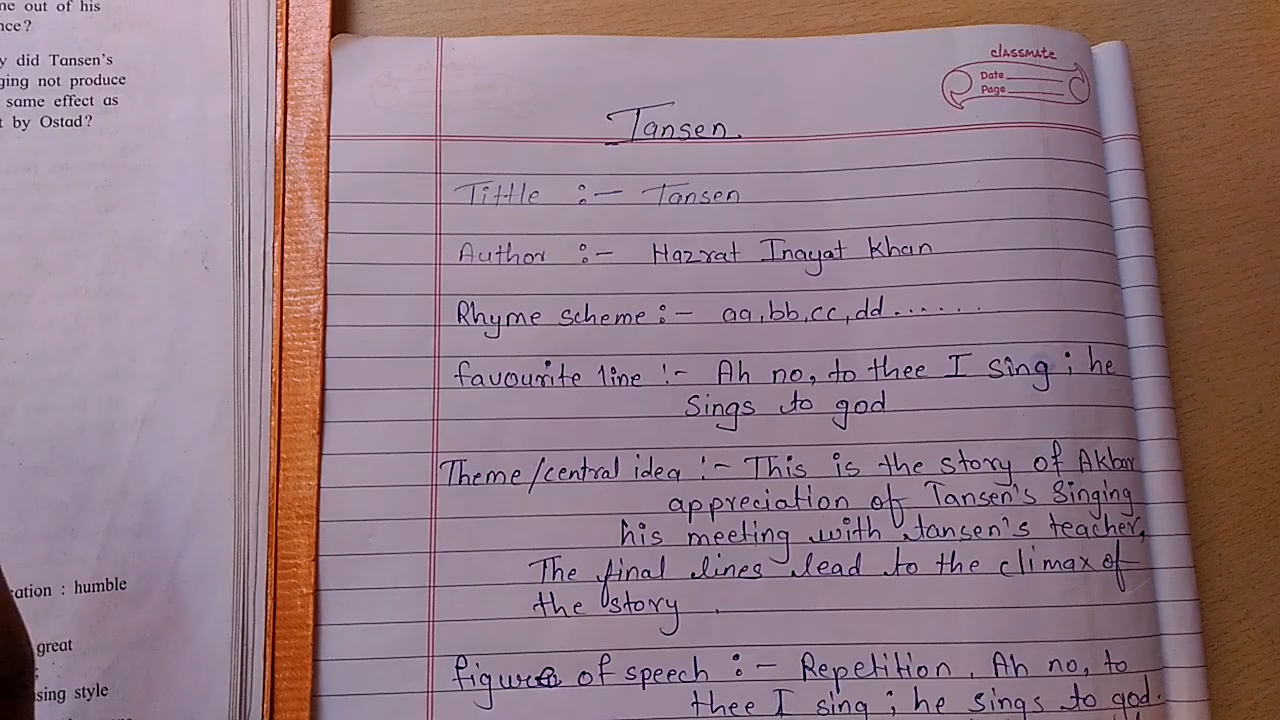 ne out of his
nce?
y did Tansen's
ging not produce
same effect as
t by Ostad?
ation : humble
great
sing style
classmate
Date
Page
Tansen.
Tittle :- Tansen
Author :- Hazrat Inayat Khan
Rhyme scheme :- aa,bb,cc,dd......
favourite line :- Ah no, to thee I sing ; he
Sings to god
Theme/central idea :- This is the story of Akbar
appreciation of Tansen's Singing
his meeting with tansen's teacher,
The final lines lead to the climax of
the story .
figure of speech :- Repetition. Ah no, to
thee I sing ; he sings to god.